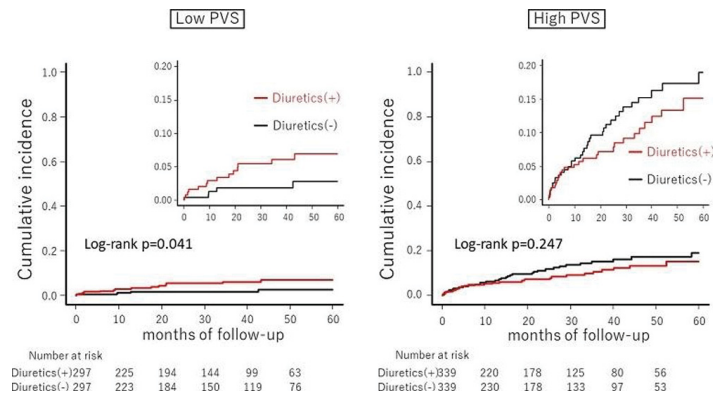 Low PVS
High PVS
Cumulative incidence
1.0
0.8
0.6
0.4
0.2
0.0
0.20
0.15
0.10
0.05
0.00
0 10 20 30 40 50 60
Diuretics(+)
Diuretics(-)
Log-rank p=0.041
0 10 20 30 40 50 60
months of follow-up
Number at risk
Diuretics(+)297 225 194 144 99 63
Diuretics(-) 297 223 184 150 119 76
Cumulative incidence
1.0
0.8
0.6
0.4
0.2
0.0
0.20
0.15
0.10
0.05
0.00
0 10 20 30 40 50 60
Diuretics(+)
Diuretics(-)
Log-rank p=0.247
0 10 20 30 40 50 60
months of follow-up
Number at risk
Diuretics(+)339 220 178 125 80 56
Diuretics(-)339 230 178 133 97 53